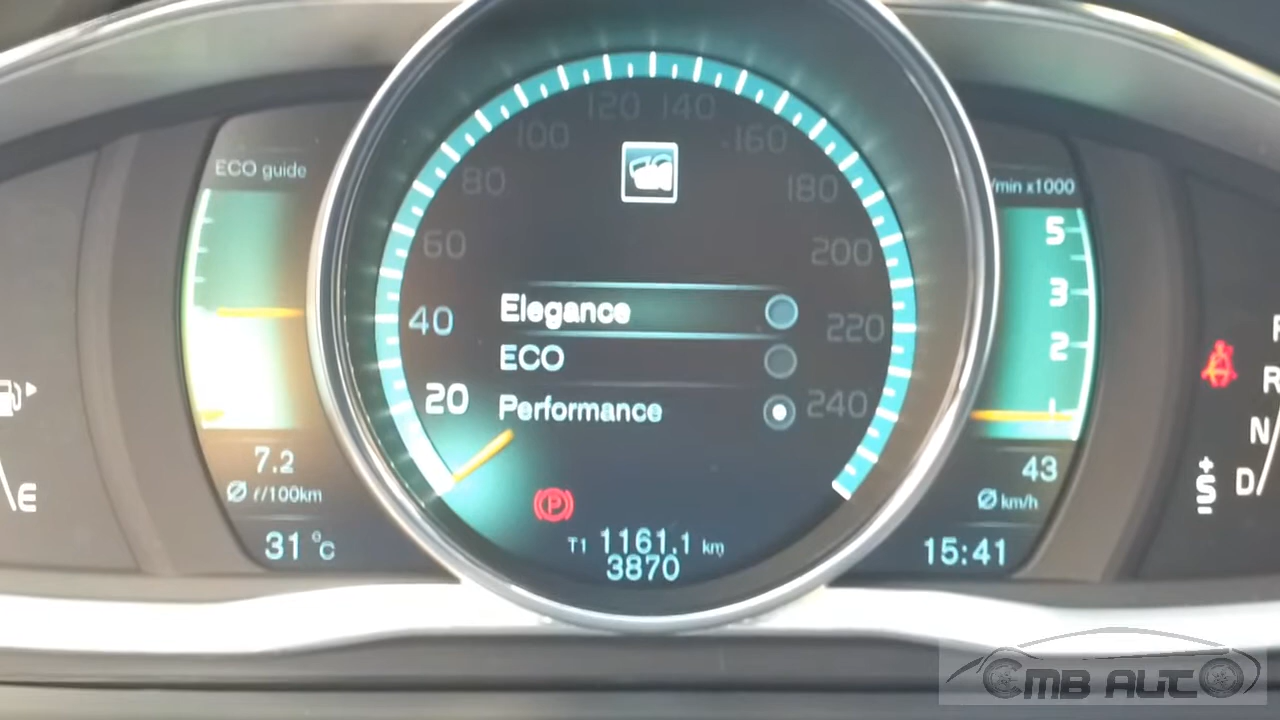 ECO guide
7.2
ø l/100km
31 °C
E
20
40
60
80
100
120
140
160
180
200
220
240
Elegance
ECO
Performance
P
T1 1161.1 km
3870
/min x1000
5
3
2
1
43
ø km/h
15:41
R
N
D
+
S
−
CMB AUTO